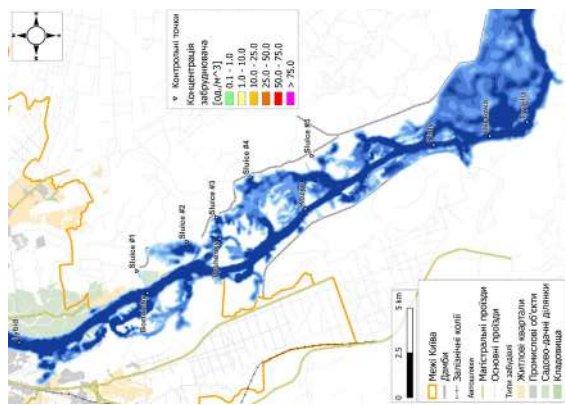 Контрольні точки
Концентрація
забруднювача
[од./м^3]
0.1 - 1.0
1.0 - 10.0
10.0 - 25.0
25.0 - 50.0
50.0 - 75.0
> 75.0
Sluice #1
Sluice #2
Sluice #3
Sluice #4
Sluice #5
0
2.5
5 км
Межі Києва
Дамби
Залізничні колії
Автошляхи
Магістральні проїзди
Основні проїзди
Типи забудови
Житлові квартали
Промислові об'єкти
Садово-дачні ділянки
Кладовища